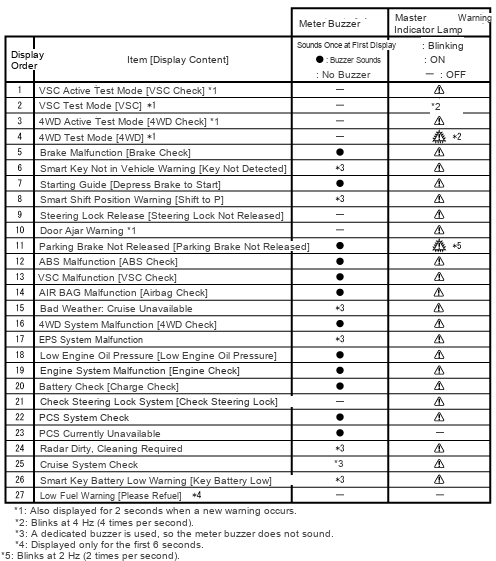 Meter Buzzer
Master Warning
Indicator Lamp
Display
Order
Item [Display Content]
Sounds Once at First Display
● : Buzzer Sounds
: No Buzzer
: Blinking
: ON
— : OFF
1 VSC Active Test Mode [VSC Check] *1 —
2 VSC Test Mode [VSC] *1 — *2
3 4WD Active Test Mode [4WD Check] *1 —
4 4WD Test Mode [4WD] *1 — *2
5 Brake Malfunction [Brake Check] ●
6 Smart Key Not in Vehicle Warning [Key Not Detected] *3
7 Starting Guide [Depress Brake to Start] ●
8 Smart Shift Position Warning [Shift to P] *3
9 Steering Lock Release [Steering Lock Not Released] —
10 Door Ajar Warning *1 —
11 Parking Brake Not Released [Parking Brake Not Released] ● *5
12 ABS Malfunction [ABS Check] ●
13 VSC Malfunction [VSC Check] ●
14 AIR BAG Malfunction [Airbag Check] ●
15 Bad Weather: Cruise Unavailable *3
16 4WD System Malfunction [4WD Check] ●
17 EPS System Malfunction *3
18 Low Engine Oil Pressure [Low Engine Oil Pressure] ●
19 Engine System Malfunction [Engine Check] ●
20 Battery Check [Charge Check] ●
21 Check Steering Lock System [Check Steering Lock] —
22 PCS System Check ●
23 PCS Currently Unavailable ● —
24 Radar Dirty, Cleaning Required *3
25 Cruise System Check *3
26 Smart Key Battery Low Warning [Key Battery Low] *3
27 Low Fuel Warning [Please Refuel] *4 — —
*1: Also displayed for 2 seconds when a new warning occurs.
*2: Blinks at 4 Hz (4 times per second).
*3: A dedicated buzzer is used, so the meter buzzer does not sound.
*4: Displayed only for the first 6 seconds.
*5: Blinks at 2 Hz (2 times per second).